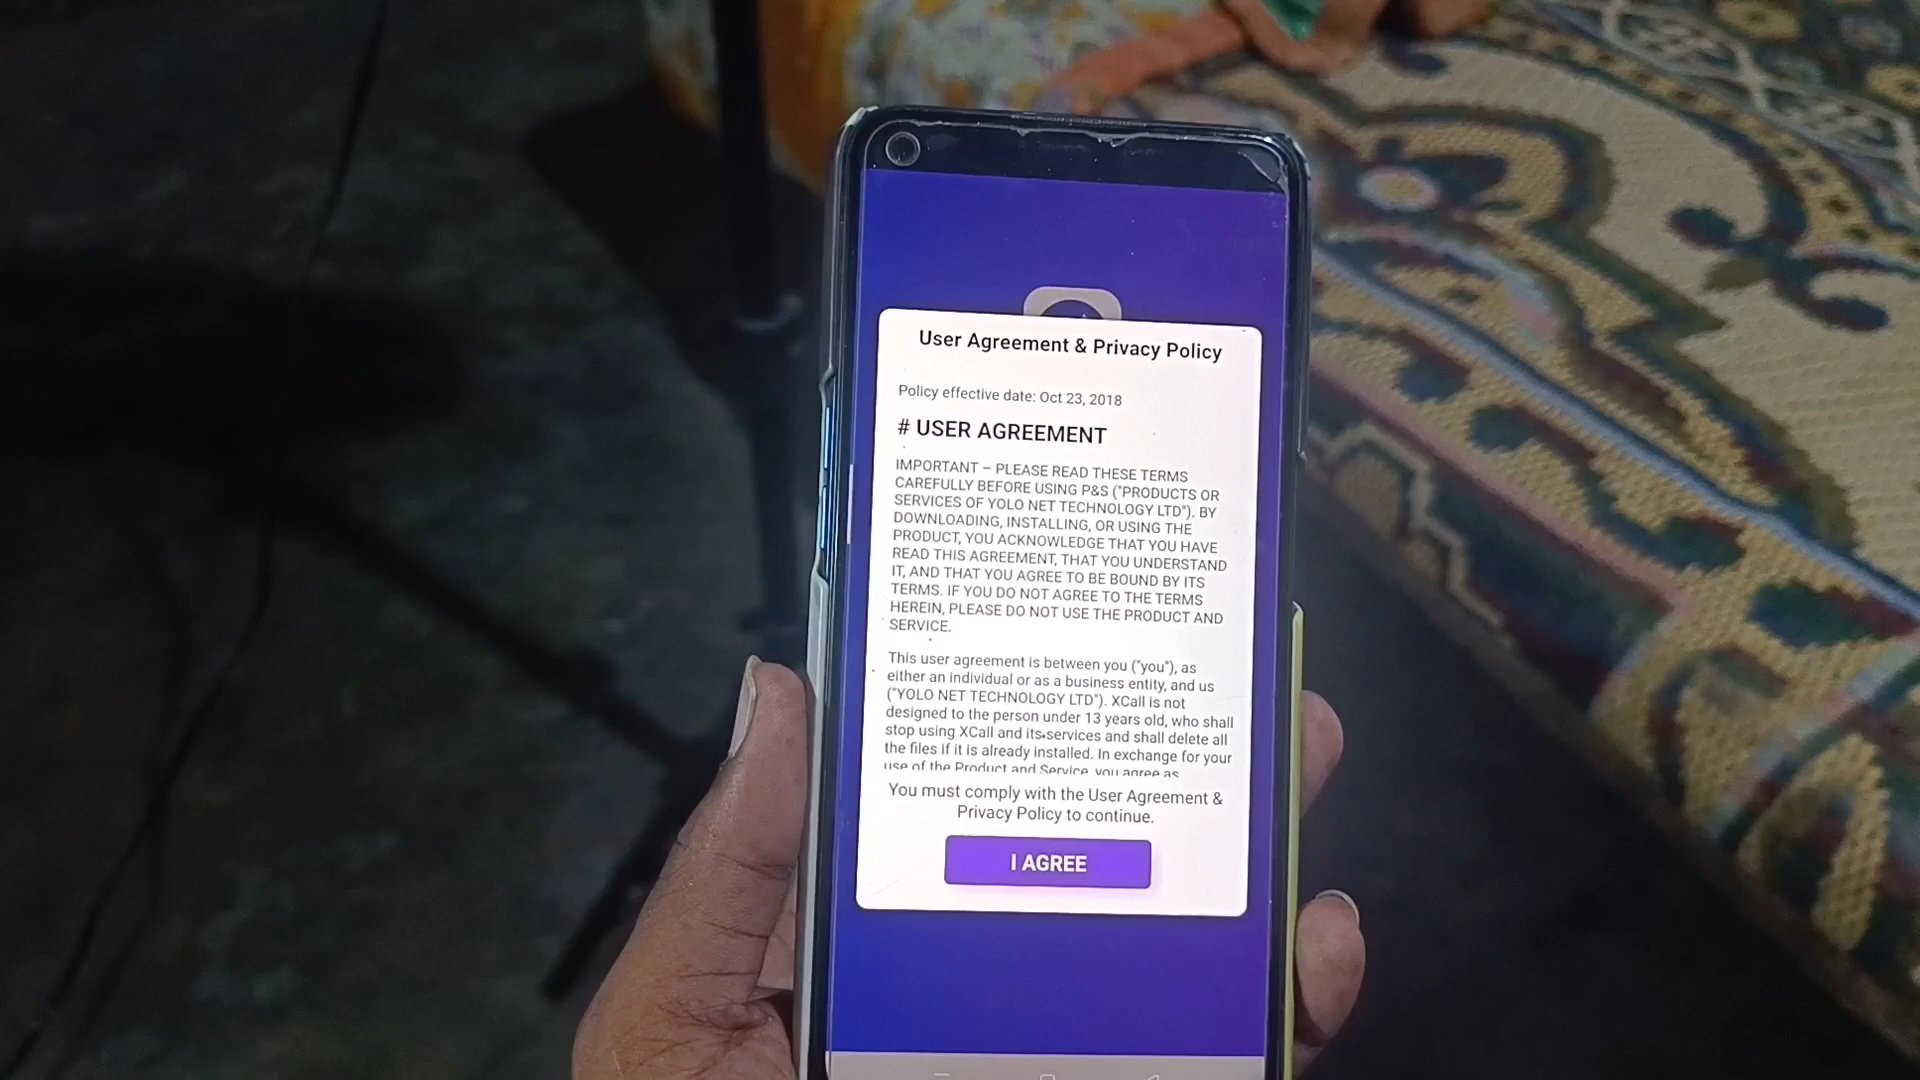 User Agreement & Privacy Policy
Policy effective date: Oct 23, 2018
# USER AGREEMENT
IMPORTANT – PLEASE READ THESE TERMS
CAREFULLY BEFORE USING P&S ("PRODUCTS OR
SERVICES OF YOLO NET TECHNOLOGY LTD"). BY
DOWNLOADING, INSTALLING, OR USING THE
PRODUCT, YOU ACKNOWLEDGE THAT YOU HAVE
READ THIS AGREEMENT, THAT YOU UNDERSTAND
IT, AND THAT YOU AGREE TO BE BOUND BY ITS
TERMS. IF YOU DO NOT AGREE TO THE TERMS
HEREIN, PLEASE DO NOT USE THE PRODUCT AND
SERVICE.
This user agreement is between you ("you"), as
either an individual or as a business entity, and us
("YOLO NET TECHNOLOGY LTD"). XCall is not
designed to the person under 13 years old, who shall
stop using XCall and its services and shall delete all
the files if it is already installed. In exchange for your
use of the Product and Service, you agree as
You must comply with the User Agreement &
Privacy Policy to continue.
I AGREE